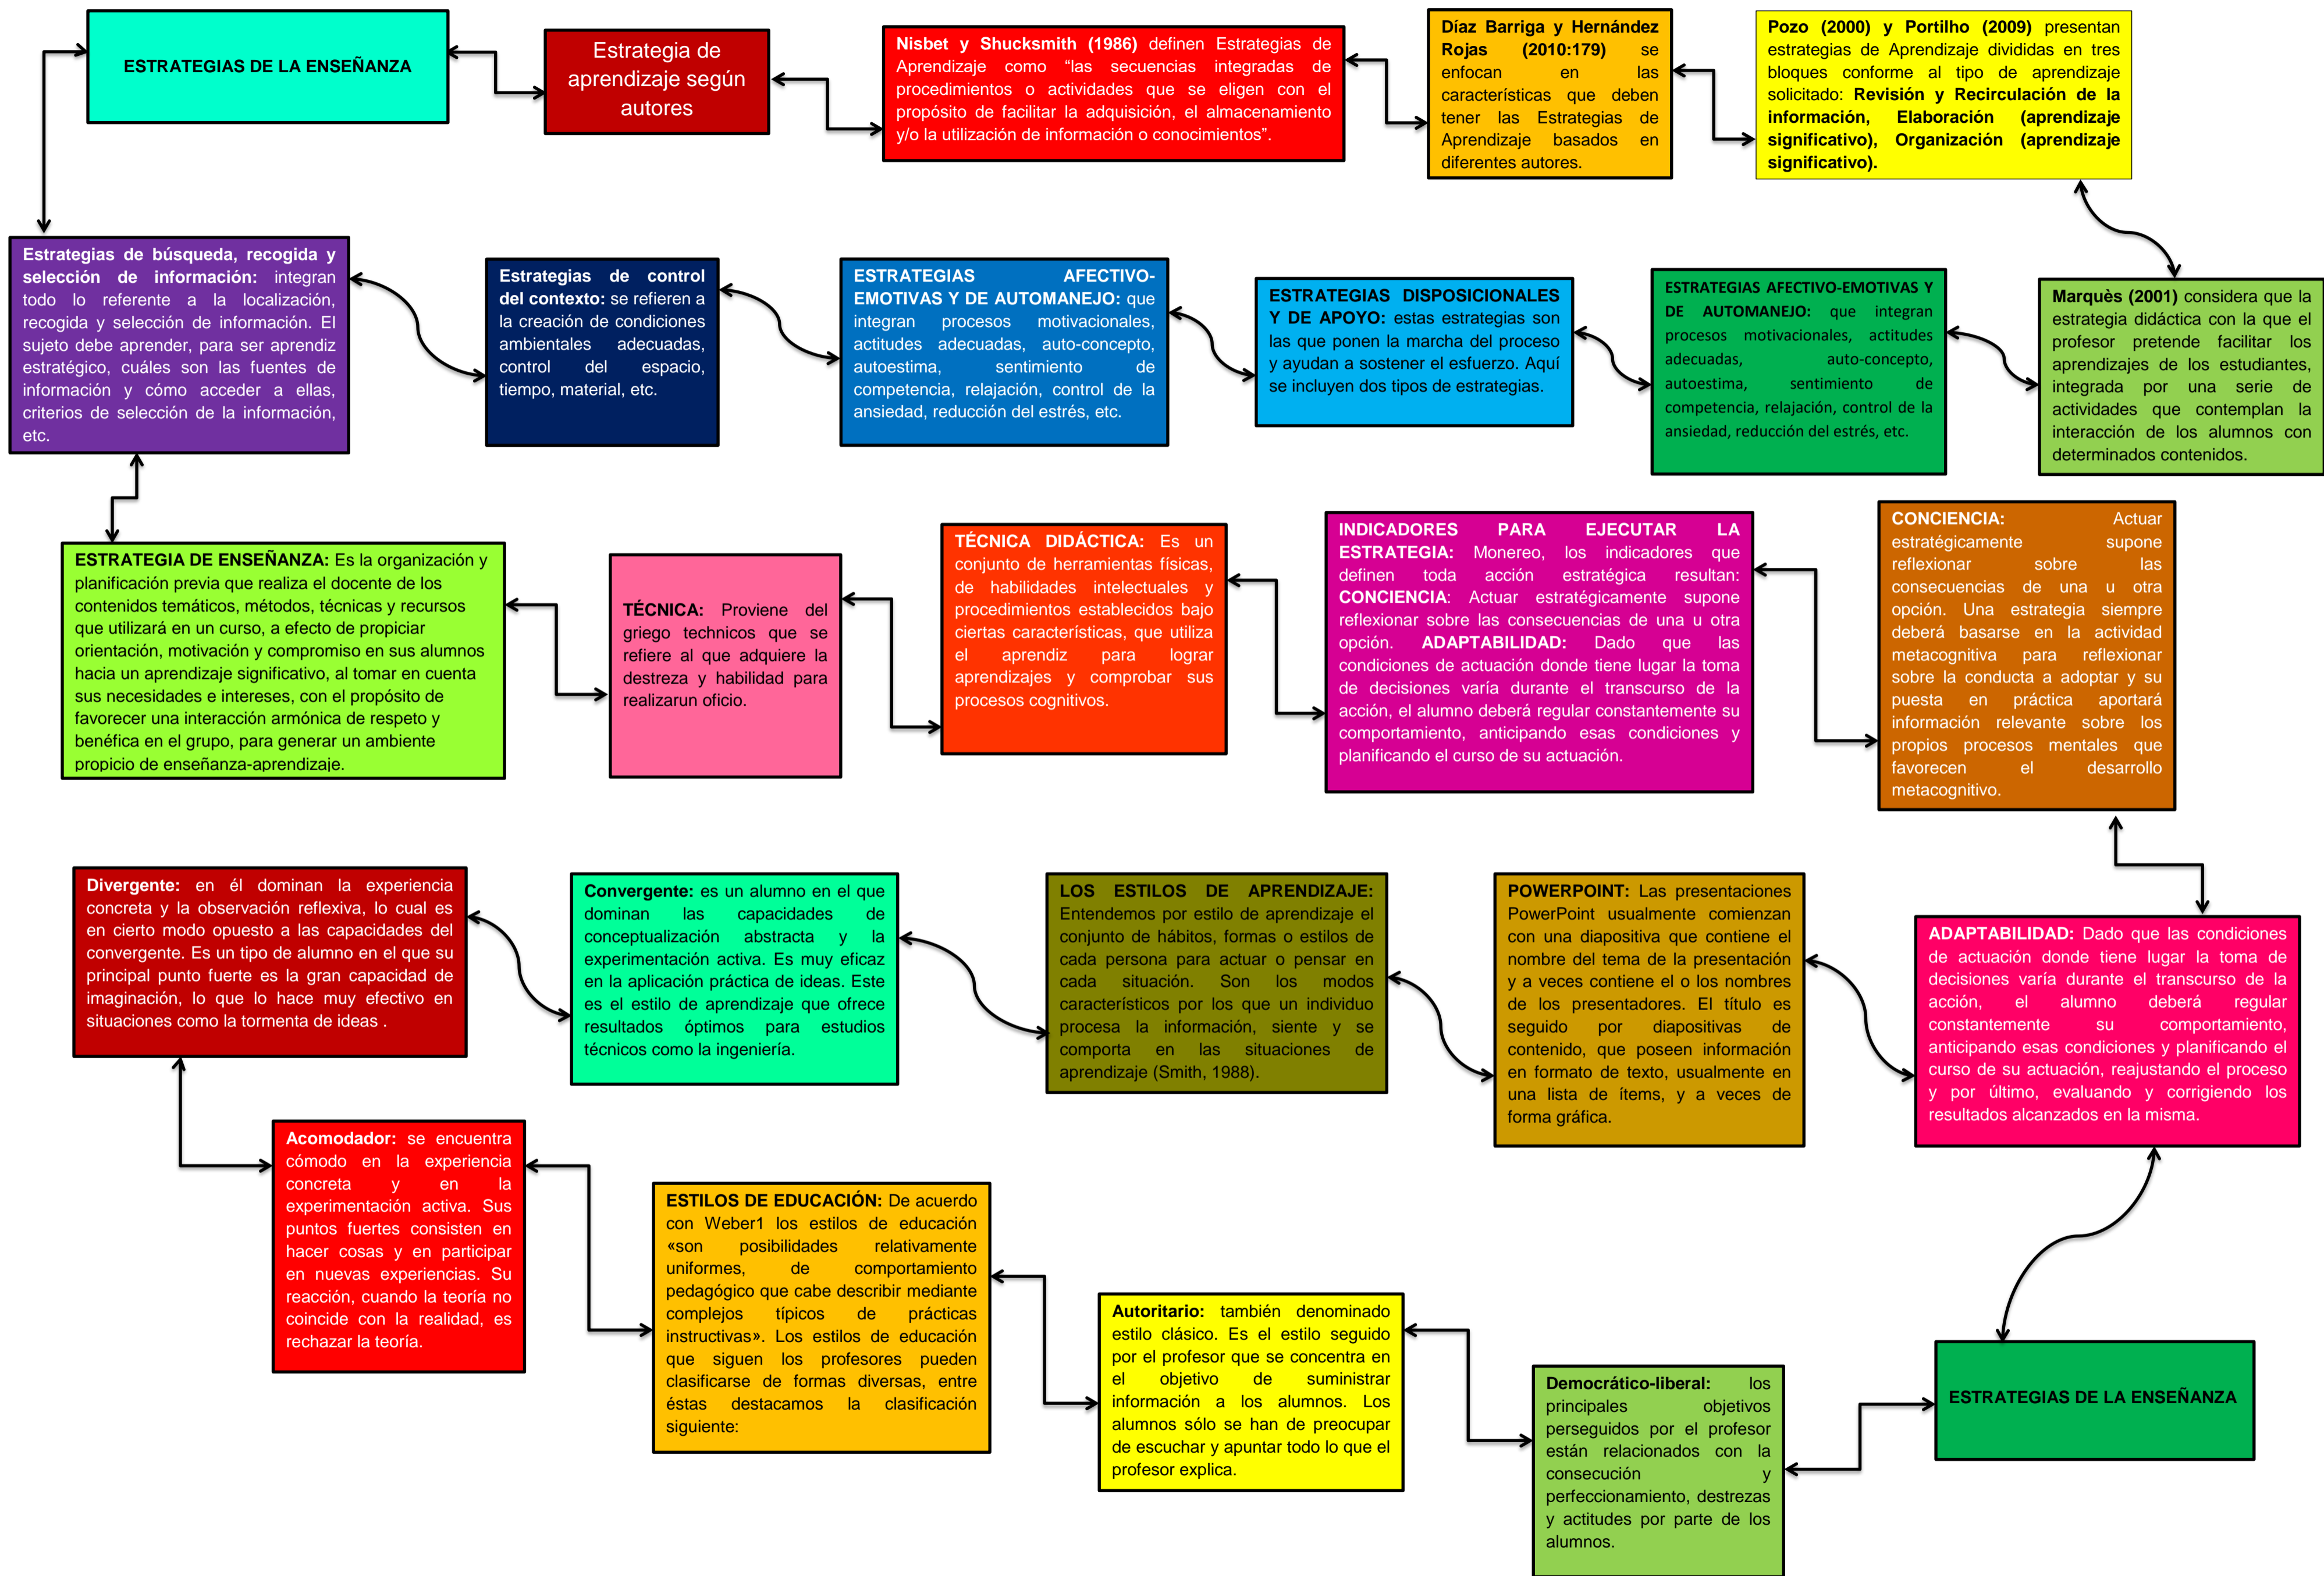 ESTRATEGIAS DE LA ENSEÑANZA
Estrategia de
aprendizaje según
autores
Nisbet y Shucksmith (1986) definen Estrategias de
Aprendizaje como “las secuencias integradas de
procedimientos o actividades que se eligen con el
propósito de facilitar la adquisición, el almacenamiento
y/o la utilización de información o conocimientos”.
Díaz Barriga y Hernández
Rojas (2010:179) se
enfocan en las
características que deben
tener las Estrategias de
Aprendizaje basados en
diferentes autores.
Pozo (2000) y Portilho (2009) presentan
estrategias de Aprendizaje divididas en tres
bloques conforme al tipo de aprendizaje
solicitado: Revisión y Recirculación de la
información, Elaboración (aprendizaje
significativo), Organización (aprendizaje
significativo).
Estrategias de búsqueda, recogida y
selección de información: integran
todo lo referente a la localización,
recogida y selección de información. El
sujeto debe aprender, para ser aprendiz
estratégico, cuáles son las fuentes de
información y cómo acceder a ellas,
criterios de selección de la información,
etc.
Estrategias de control
del contexto: se refieren a
la creación de condiciones
ambientales adecuadas,
control del espacio,
tiempo, material, etc.
ESTRATEGIAS AFECTIVO-
EMOTIVAS Y DE AUTOMANEJO: que
integran procesos motivacionales,
actitudes adecuadas, auto-concepto,
autoestima, sentimiento de
competencia, relajación, control de la
ansiedad, reducción del estrés, etc.
ESTRATEGIAS DISPOSICIONALES
Y DE APOYO: estas estrategias son
las que ponen la marcha del proceso
y ayudan a sostener el esfuerzo. Aquí
se incluyen dos tipos de estrategias.
ESTRATEGIAS AFECTIVO-EMOTIVAS Y
DE AUTOMANEJO: que integran
procesos motivacionales, actitudes
adecuadas, auto-concepto,
autoestima, sentimiento de
competencia, relajación, control de la
ansiedad, reducción del estrés, etc.
Marquès (2001) considera que la
estrategia didáctica con la que el
profesor pretende facilitar los
aprendizajes de los estudiantes,
integrada por una serie de
actividades que contemplan la
interacción de los alumnos con
determinados contenidos.
ESTRATEGIA DE ENSEÑANZA: Es la organización y
planificación previa que realiza el docente de los
contenidos temáticos, métodos, técnicas y recursos
que utilizará en un curso, a efecto de propiciar
orientación, motivación y compromiso en sus alumnos
hacia un aprendizaje significativo, al tomar en cuenta
sus necesidades e intereses, con el propósito de
favorecer una interacción armónica de respeto y
benéfica en el grupo, para generar un ambiente
propicio de enseñanza-aprendizaje.
TÉCNICA: Proviene del
griego technicos que se
refiere al que adquiere la
destreza y habilidad para
realizarun oficio.
TÉCNICA DIDÁCTICA: Es un
conjunto de herramientas físicas,
de habilidades intelectuales y
procedimientos establecidos bajo
ciertas características, que utiliza
el aprendiz para lograr
aprendizajes y comprobar sus
procesos cognitivos.
INDICADORES PARA EJECUTAR LA
ESTRATEGIA: Monereo, los indicadores que
definen toda acción estratégica resultan:
CONCIENCIA: Actuar estratégicamente supone
reflexionar sobre las consecuencias de una u otra
opción. ADAPTABILIDAD: Dado que las
condiciones de actuación donde tiene lugar la toma
de decisiones varía durante el transcurso de la
acción, el alumno deberá regular constantemente su
comportamiento, anticipando esas condiciones y
planificando el curso de su actuación.
CONCIENCIA: Actuar
estratégicamente supone
reflexionar sobre las
consecuencias de una u otra
opción. Una estrategia siempre
deberá basarse en la actividad
metacognitiva para reflexionar
sobre la conducta a adoptar y su
puesta en práctica aportará
información relevante sobre los
propios procesos mentales que
favorecen el desarrollo
metacognitivo.
Divergente: en él dominan la experiencia
concreta y la observación reflexiva, lo cual es
en cierto modo opuesto a las capacidades del
convergente. Es un tipo de alumno en el que su
principal punto fuerte es la gran capacidad de
imaginación, lo que lo hace muy efectivo en
situaciones como la tormenta de ideas .
Convergente: es un alumno en el que
dominan las capacidades de
conceptualización abstracta y la
experimentación activa. Es muy eficaz
en la aplicación práctica de ideas. Este
es el estilo de aprendizaje que ofrece
resultados óptimos para estudios
técnicos como la ingeniería.
LOS ESTILOS DE APRENDIZAJE:
Entendemos por estilo de aprendizaje el
conjunto de hábitos, formas o estilos de
cada persona para actuar o pensar en
cada situación. Son los modos
característicos por los que un individuo
procesa la información, siente y se
comporta en las situaciones de
aprendizaje (Smith, 1988).
POWERPOINT: Las presentaciones
PowerPoint usualmente comienzan
con una diapositiva que contiene el
nombre del tema de la presentación
y a veces contiene el o los nombres
de los presentadores. El título es
seguido por diapositivas de
contenido, que poseen información
en formato de texto, usualmente en
una lista de ítems, y a veces de
forma gráfica.
ADAPTABILIDAD: Dado que las condiciones
de actuación donde tiene lugar la toma de
decisiones varía durante el transcurso de la
acción, el alumno deberá regular
constantemente su comportamiento,
anticipando esas condiciones y planificando el
curso de su actuación, reajustando el proceso
y por último, evaluando y corrigiendo los
resultados alcanzados en la misma.
Acomodador: se encuentra
cómodo en la experiencia
concreta y en la
experimentación activa. Sus
puntos fuertes consisten en
hacer cosas y en participar
en nuevas experiencias. Su
reacción, cuando la teoría no
coincide con la realidad, es
rechazar la teoría.
ESTILOS DE EDUCACIÓN: De acuerdo
con Weber1 los estilos de educación
«son posibilidades relativamente
uniformes, de comportamiento
pedagógico que cabe describir mediante
complejos típicos de prácticas
instructivas». Los estilos de educación
que siguen los profesores pueden
clasificarse de formas diversas, entre
éstas destacamos la clasificación
siguiente:
Autoritario: también denominado
estilo clásico. Es el estilo seguido
por el profesor que se concentra en
el objetivo de suministrar
información a los alumnos. Los
alumnos sólo se han de preocupar
de escuchar y apuntar todo lo que el
profesor explica.
Democrático-liberal: los
principales objetivos
perseguidos por el profesor
están relacionados con la
consecución y
perfeccionamiento, destrezas
y actitudes por parte de los
alumnos.
ESTRATEGIAS DE LA ENSEÑANZA